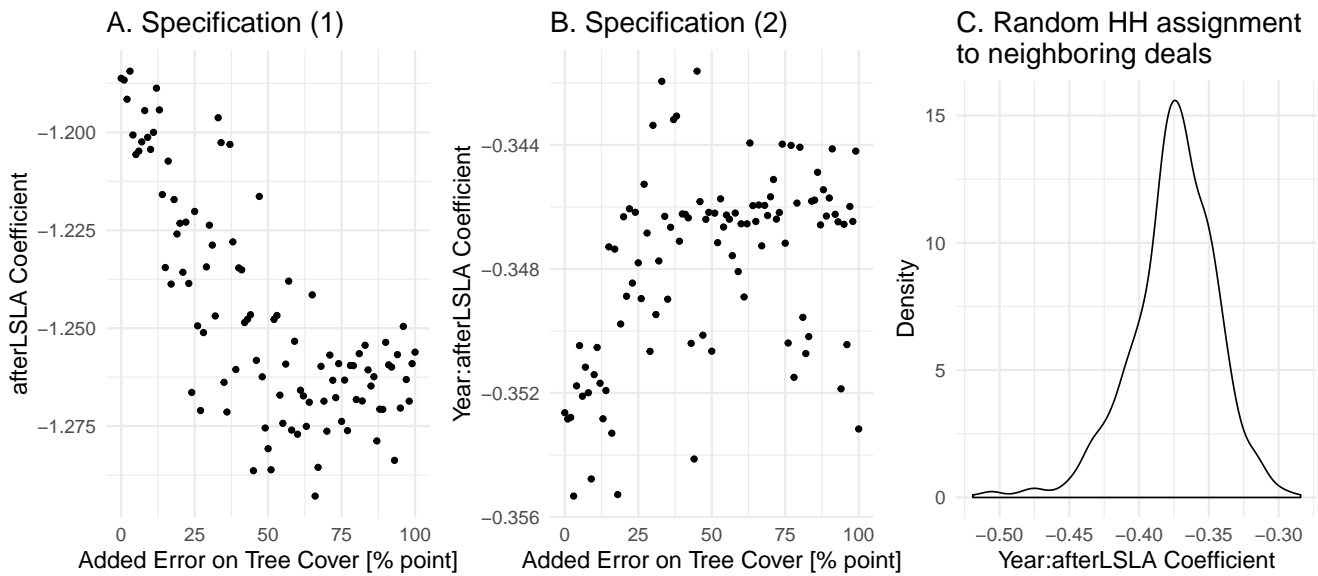 A. Specification (1)
afterLSLA Coefficient
−1.200
−1.225
−1.250
−1.275
0 25 50 75 100
Added Error on Tree Cover [% point]
B. Specification (2)
Year:afterLSLA Coefficient
−0.344
−0.348
−0.352
−0.356
0 25 50 75 100
Added Error on Tree Cover [% point]
C. Random HH assignment
to neighboring deals
Density
15
10
5
0
−0.50 −0.45 −0.40 −0.35 −0.30
Year:afterLSLA Coefficient